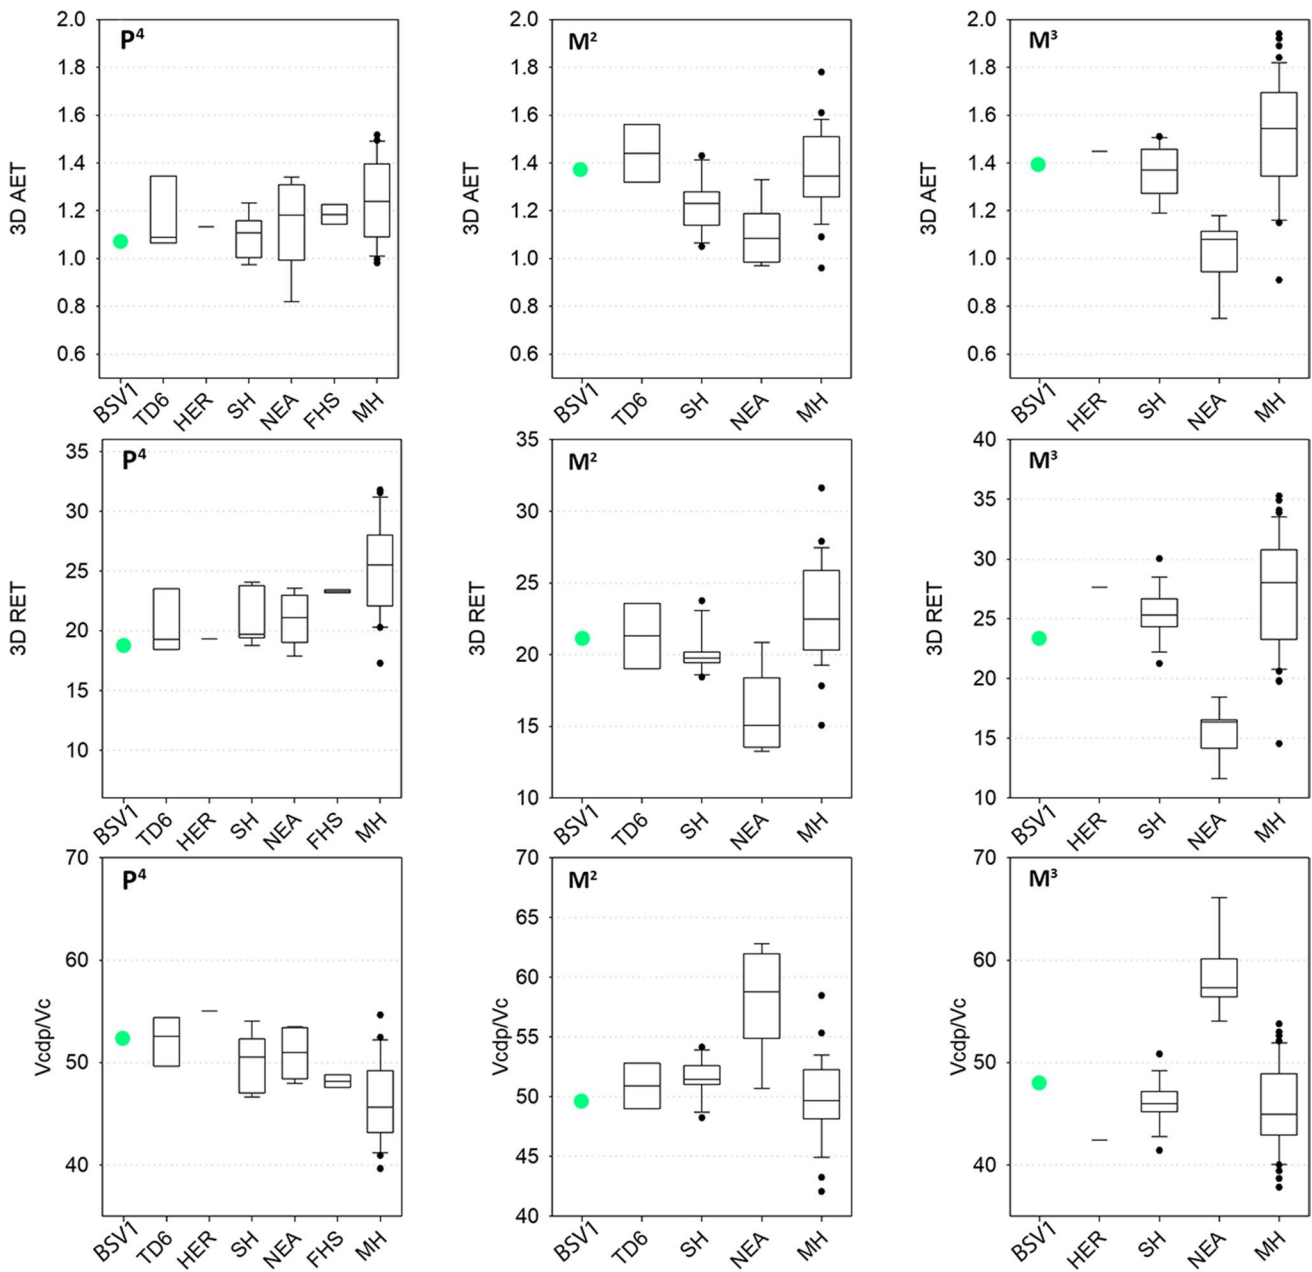 P⁴
3D AET
2.0
1.8
1.6
1.4
1.2
1.0
0.8
0.6
BSV1 TD6 HER SH NEA FHS MH
M²
3D AET
2.0
1.8
1.6
1.4
1.2
1.0
0.8
0.6
BSV1 TD6 SH NEA MH
M³
3D AET
2.0
1.8
1.6
1.4
1.2
1.0
0.8
0.6
BSV1 HER SH NEA MH
P⁴
3D RET
35
30
25
20
15
10
BSV1 TD6 HER SH NEA FHS MH
M²
3D RET
35
30
25
20
15
10
BSV1 TD6 SH NEA MH
M³
3D RET
40
35
30
25
20
15
10
BSV1 HER SH NEA MH
P⁴
Vcdp/Vc
70
60
50
40
BSV1 TD6 HER SH NEA FHS MH
M²
Vcdp/Vc
70
65
60
55
50
45
40
BSV1 TD6 SH NEA MH
M³
Vcdp/Vc
70
60
50
40
BSV1 HER SH NEA MH